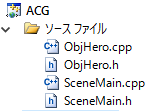 ACG
ソース ファイル
ObjHero.cpp
ObjHero.h
SceneMain.cpp
SceneMain.h